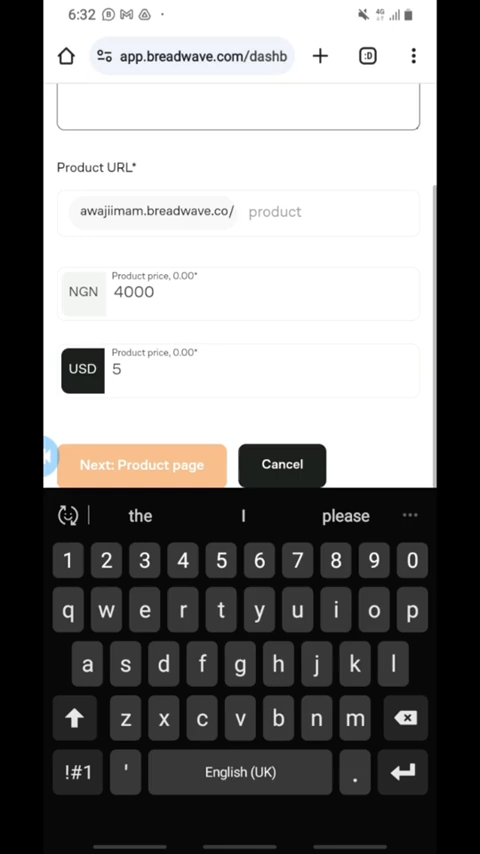 6:32
4G
app.breadwave.com/dashb
:D
Product URL*
awajiimam.breadwave.co/ product
Product price, 0.00*
NGN 4000
Product price, 0.00*
USD 5
Next: Product page Cancel
the I please
1 2 3 4 5 6 7 8 9 0
q w e r t y u i o p
a s d f g h j k l
z x c v b n m
!#1 ' English (UK) .